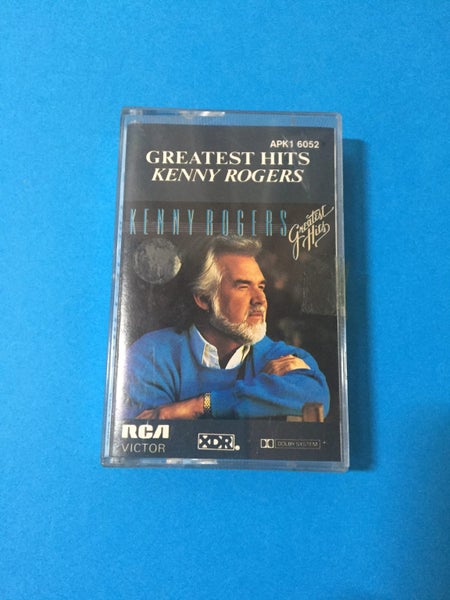 APK1 6052
GREATEST HITS
KENNY ROGERS
KENNY ROGERS
Greatest
Hits
RCA
VICTOR
XDR.
DOLBY SYSTEM